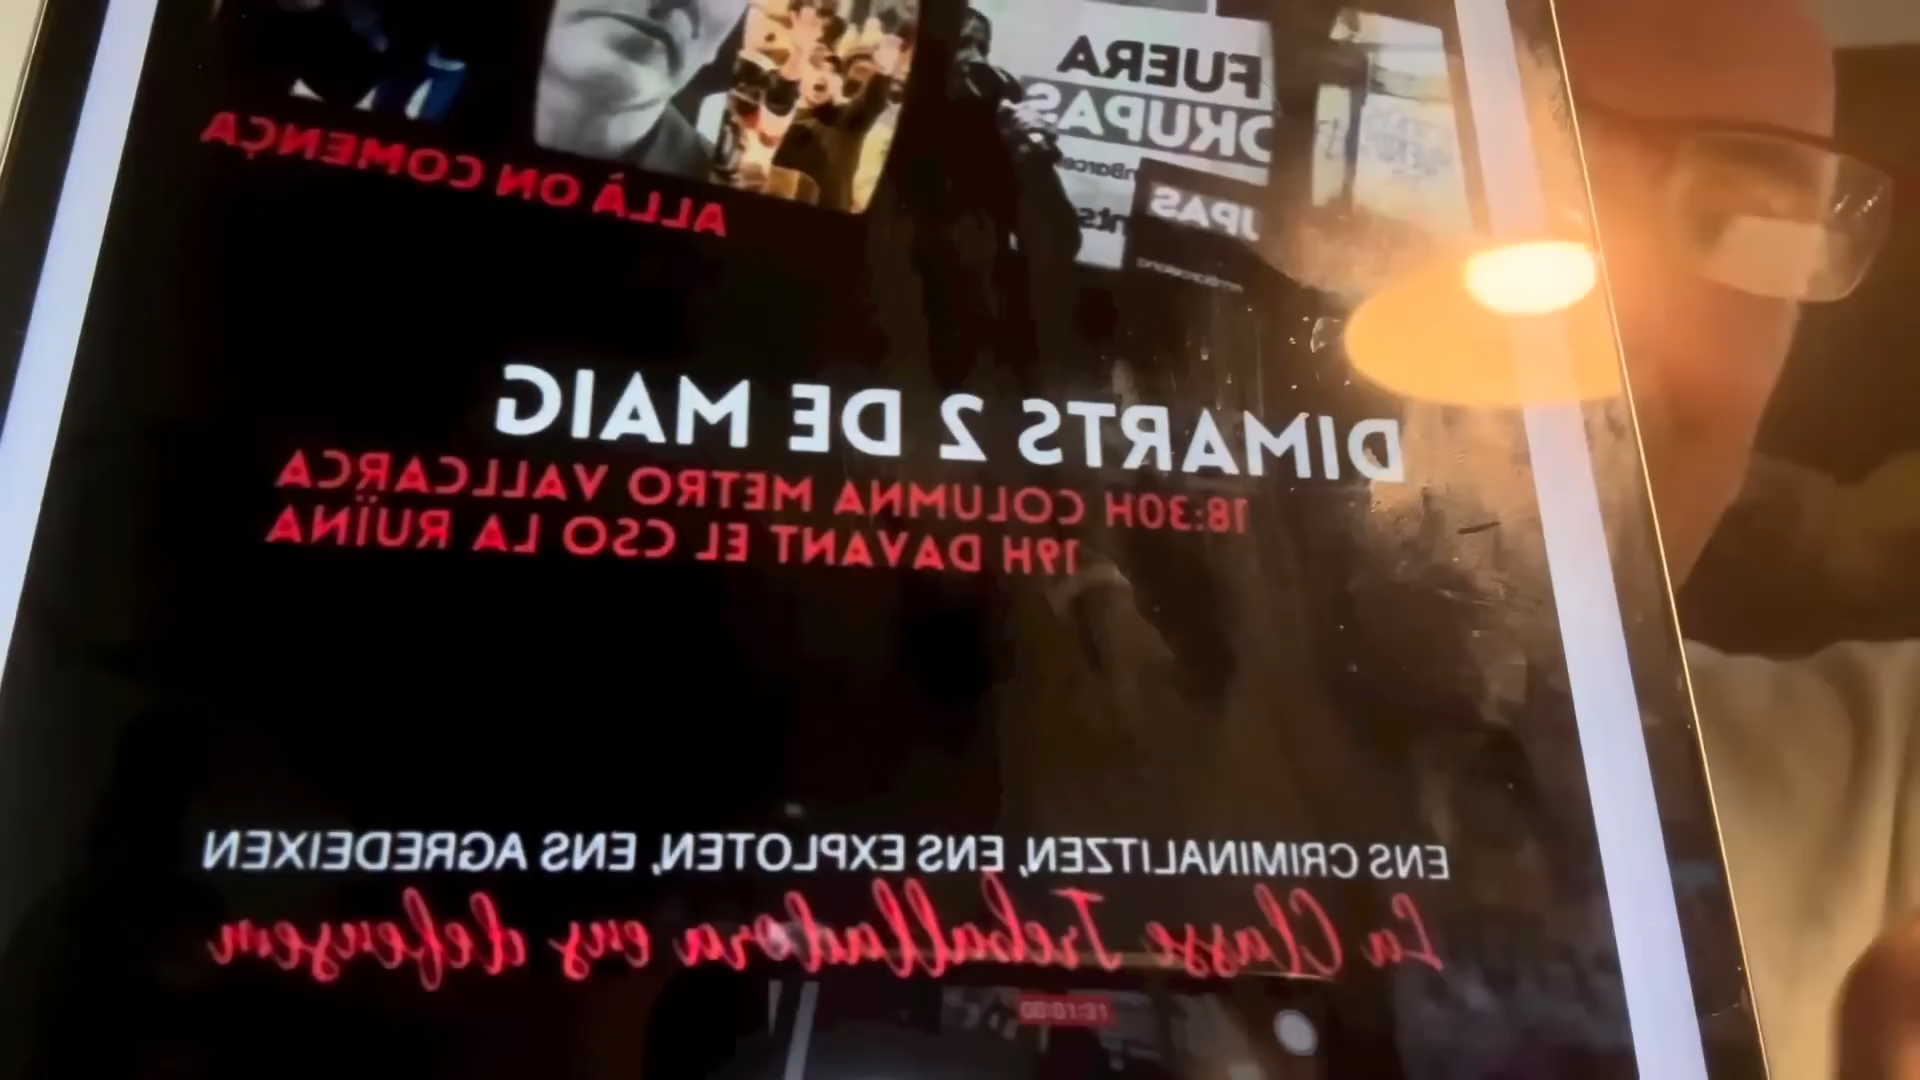 FUERA
OKUPAS
UPAS
ALLÀ ON COMENÇA
DIMARTS 2 DE MAIG
18:30H COLUMNA METRO VALLCARCA
19H DAVANT EL CSO LA RUÏNA
ENS CRIMINALITZEN, ENS EXPLOTEN, ENS AGREDEIXEN
La Classe Treballadora ens defensem